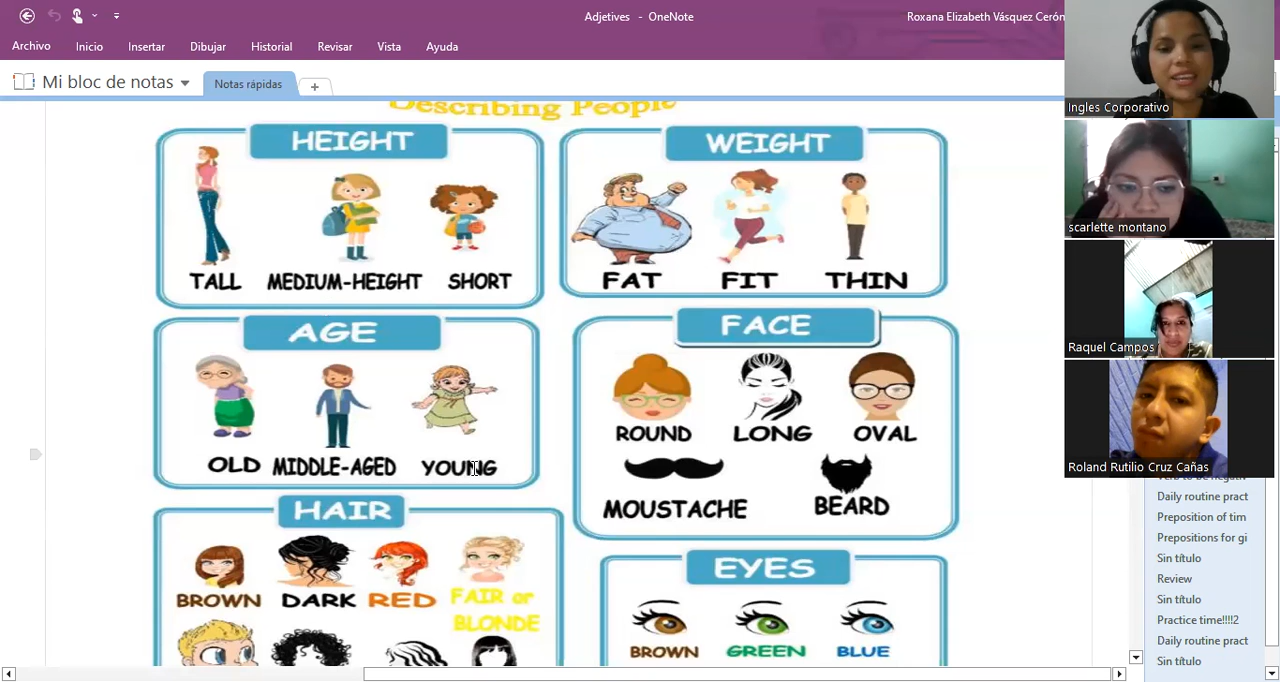 Adjetives - OneNote
Roxana Elizabeth Vásquez Cerón
Archivo
Inicio
Insertar
Dibujar
Historial
Revisar
Vista
Ayuda
Mi bloc de notas
Notas rápidas
Describing People
HEIGHT
TALL
MEDIUM-HEIGHT
SHORT
WEIGHT
FAT
FIT
THIN
AGE
OLD
MIDDLE-AGED
YOUNG
FACE
ROUND
LONG
OVAL
MOUSTACHE
BEARD
HAIR
BROWN
DARK
RED
FAIR or
BLONDE
EYES
BROWN
GREEN
BLUE
Ingles Corporativo
scarlette montano
Raquel Campos
Roland Rutilio Cruz Cañas
Daily routine pract
Preposition of tim
Prepositions for gi
Sin título
Review
Sin título
Practice time!!!!2
Daily routine pract
Sin título